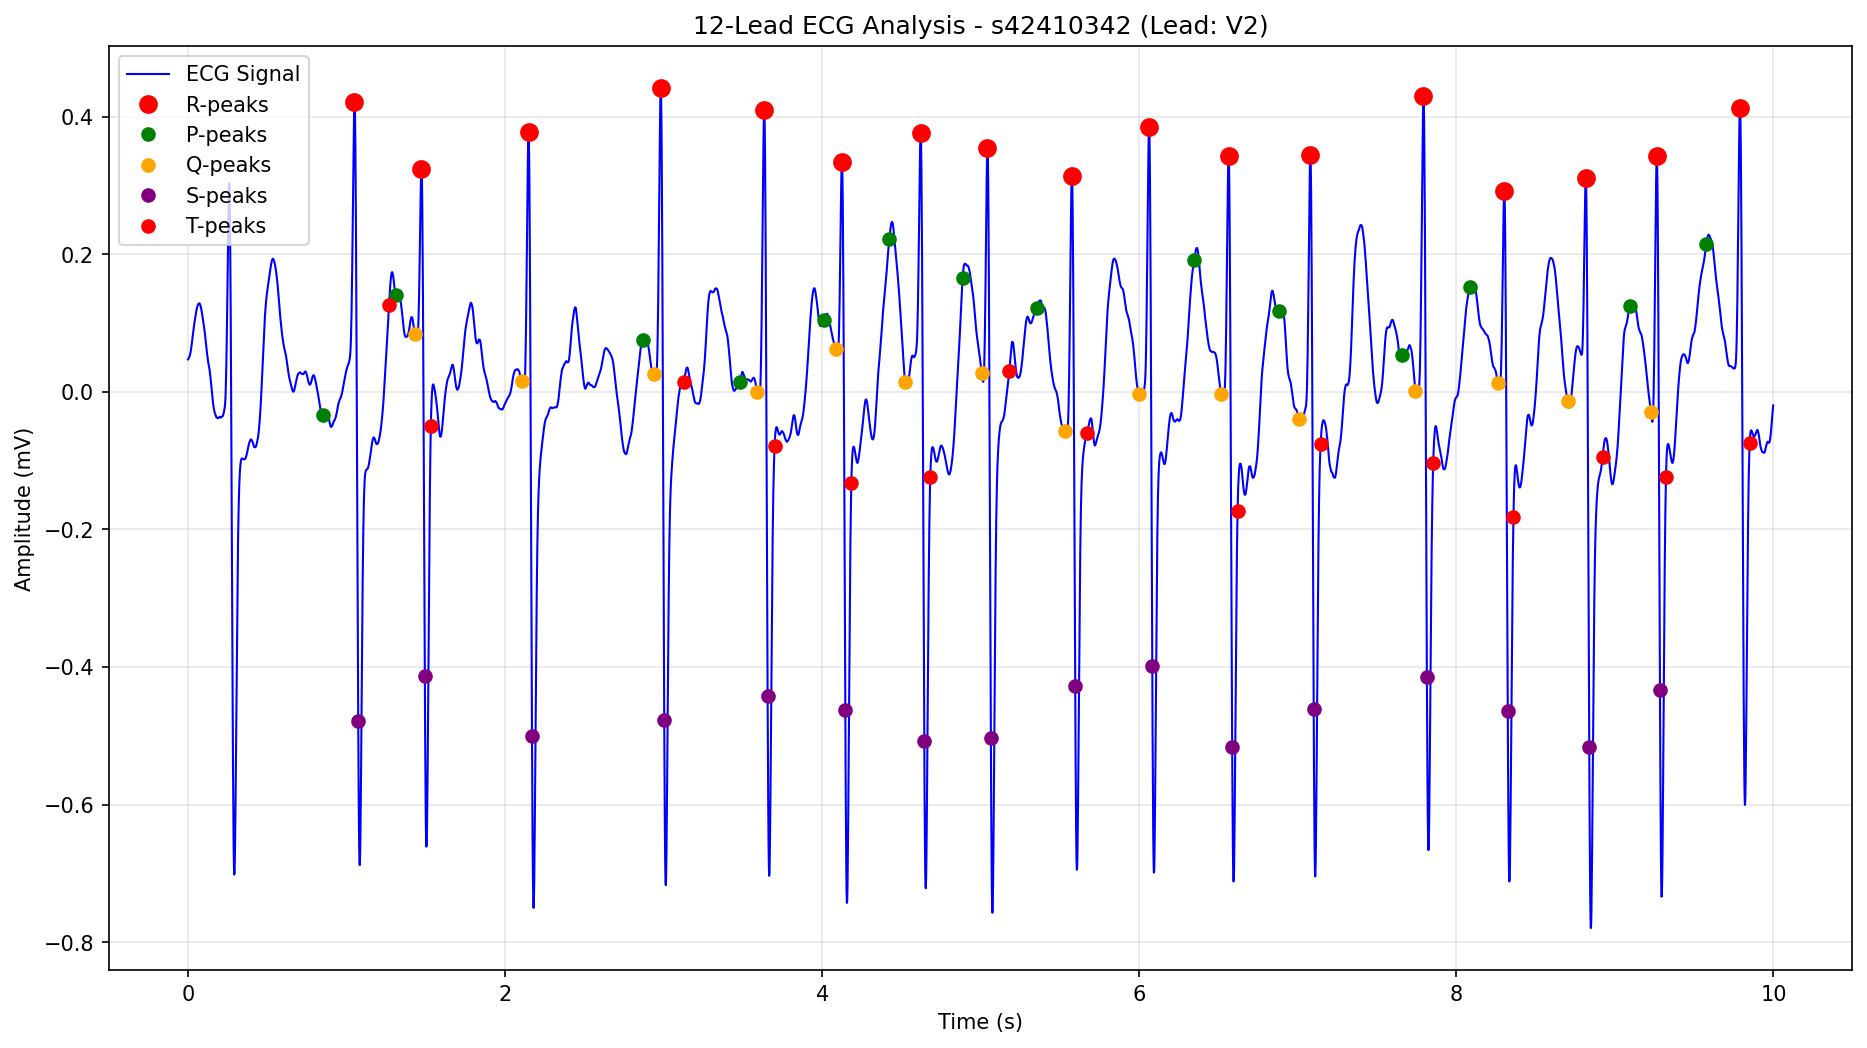 12-Lead ECG Analysis - s42410342 (Lead: V2)
ECG Signal
R-peaks
P-peaks
Q-peaks
S-peaks
T-peaks
0.4
0.2
0.0
−0.2
−0.4
−0.6
−0.8
Amplitude (mV)
0 2 4 6 8 10
Time (s)